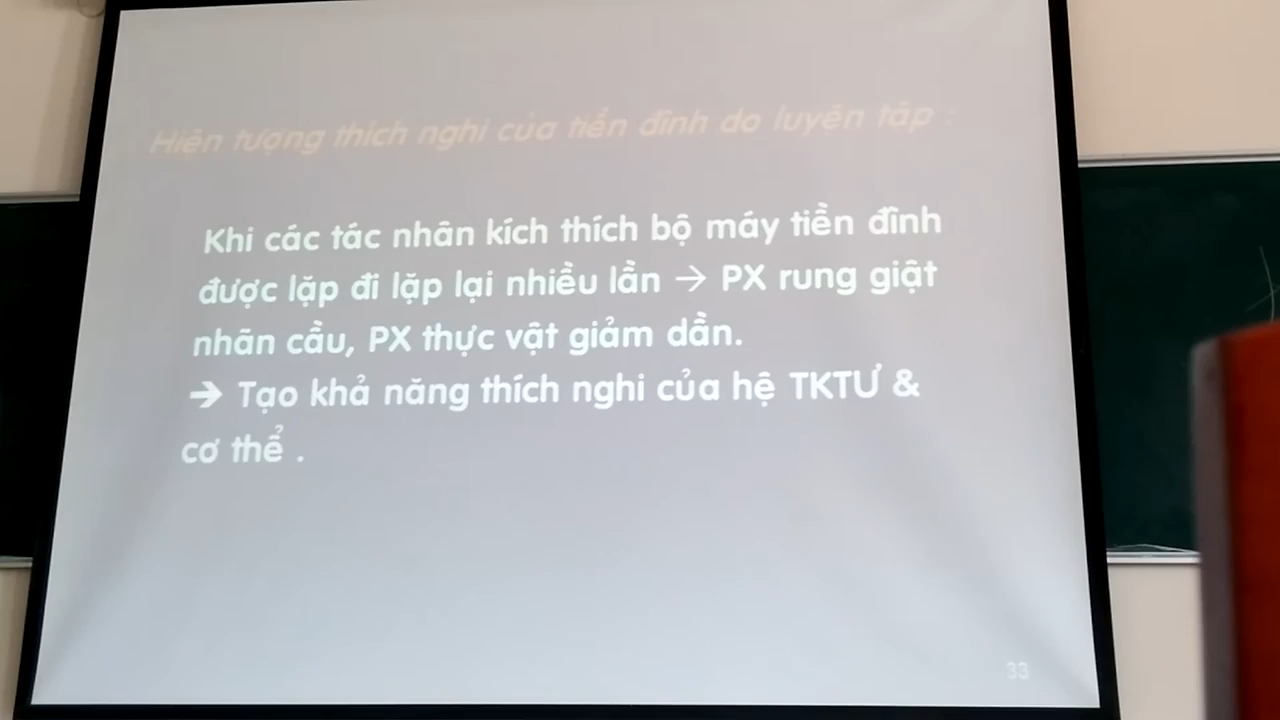 Hiện tượng thích nghi của tiền đình do luyện tập :
Khi các tác nhân kích thích bộ máy tiền đình
được lặp đi lặp lại nhiều lần → PX rung giật
nhãn cầu, PX thực vật giảm dần.
➔ Tạo khả năng thích nghi của hệ TKTƯ &
cơ thể .
33